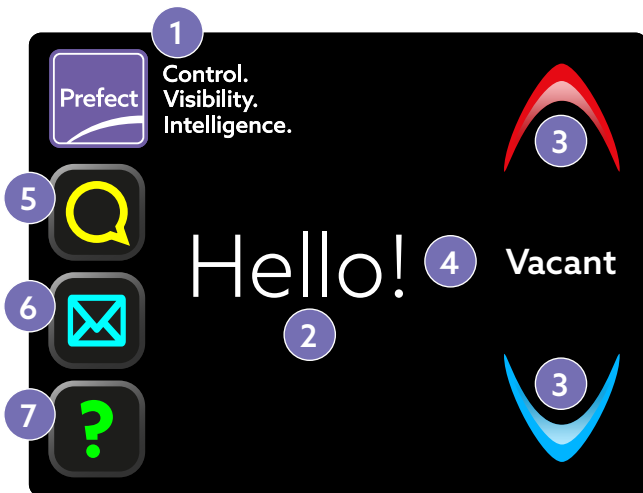 1
Prefect
Control.
Visibility.
Intelligence.
3
5
Hello!
4
Vacant
6
2
3
7
?